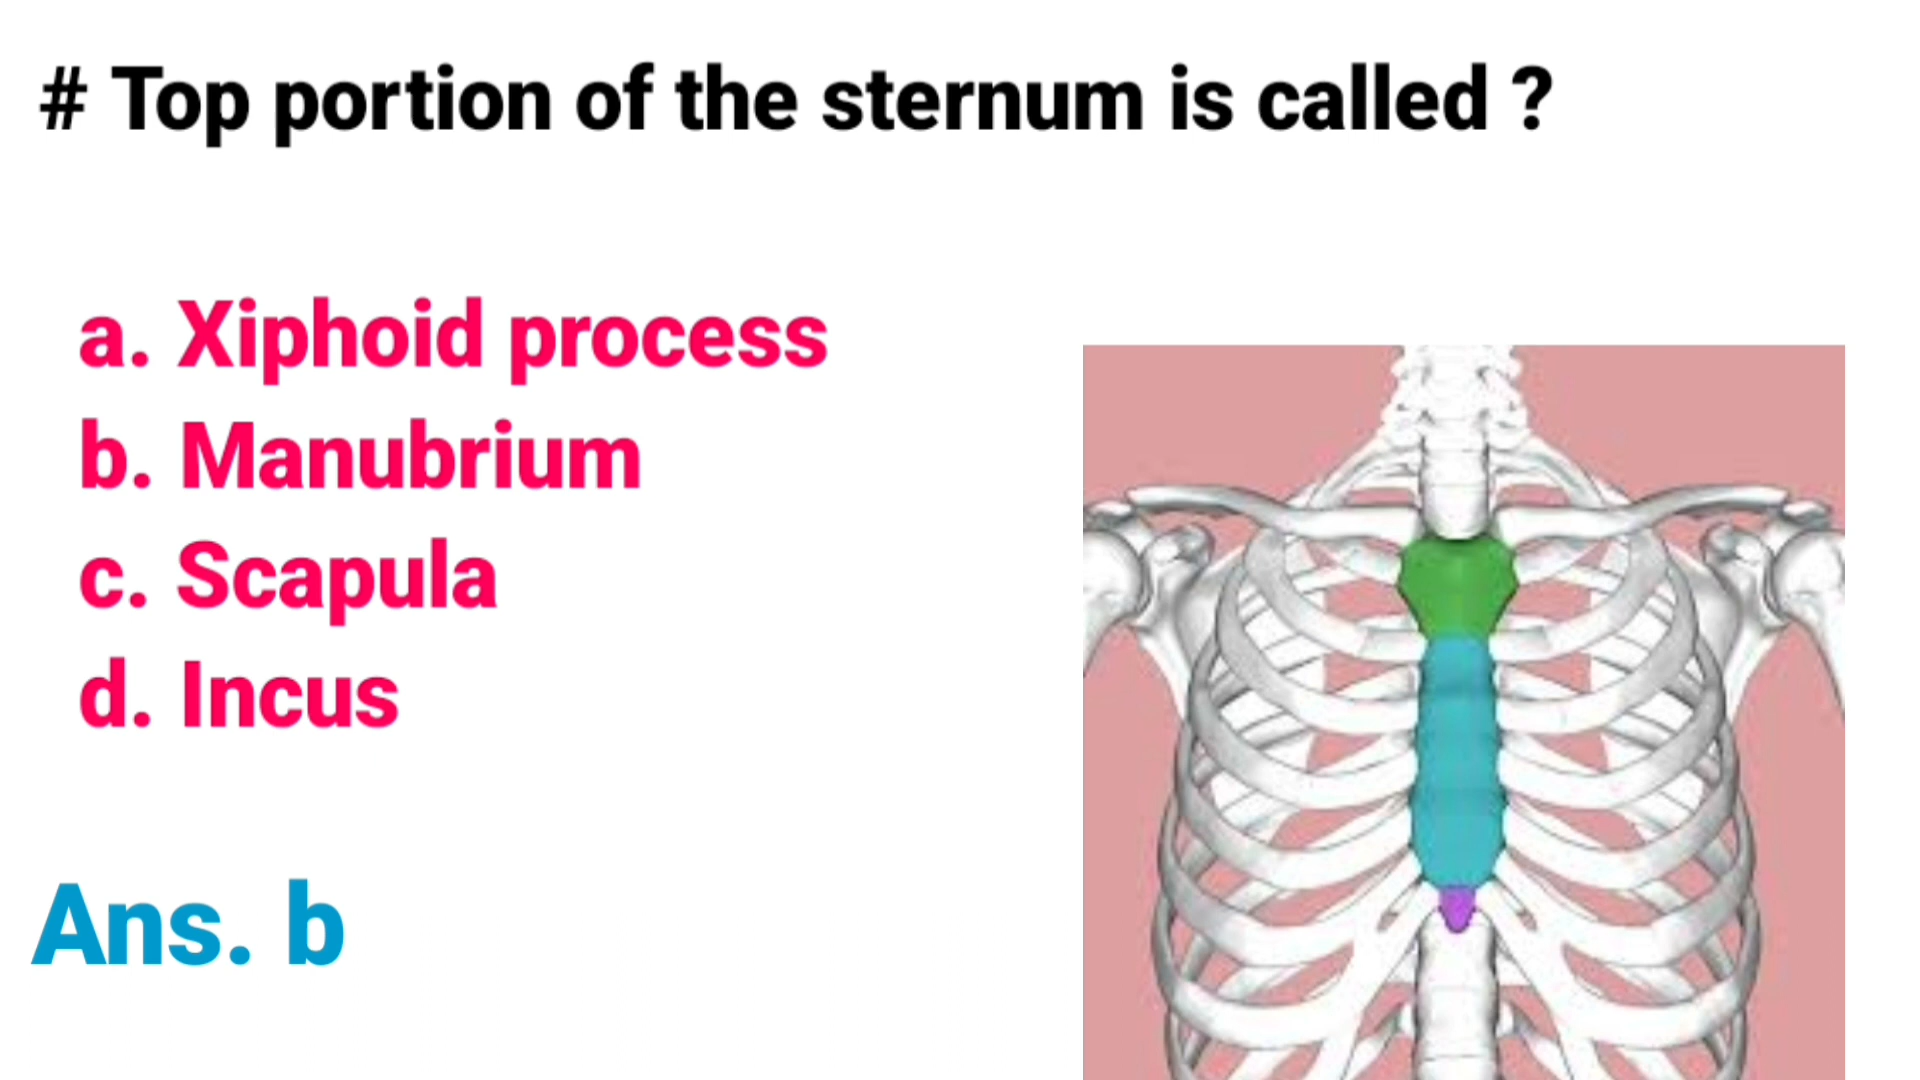 # Top portion of the sternum is called ?
a. Xiphoid process
b. Manubrium
c. Scapula
d. Incus
Ans. b